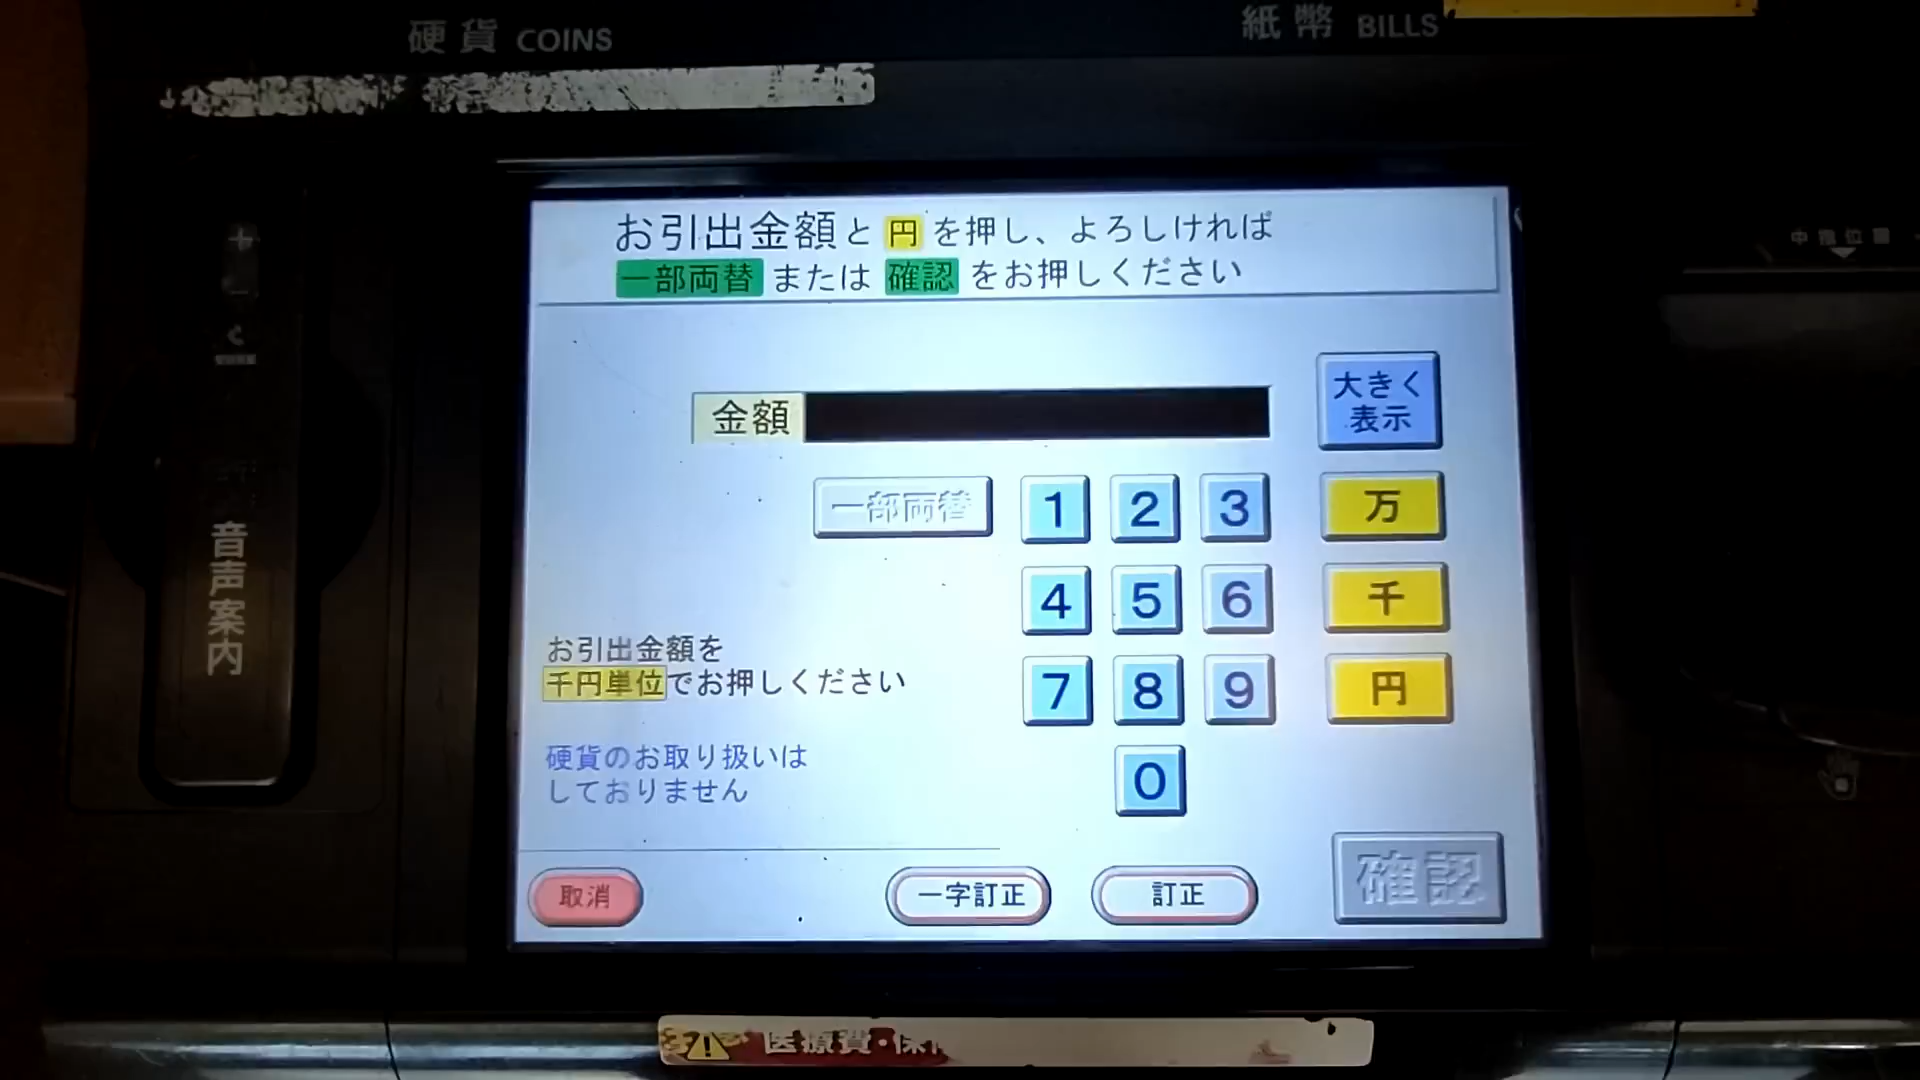 硬貨 COINS
紙幣 BILLS
お引出金額と 円 を押し、よろしければ
一部両替 または 確認 をお押しください
中指位置
大きく
表示
金額
一部両替
1 2 3 万
4 5 6 千
7 8 9 円
0
音声案内
お引出金額を
千円単位でお押しください
硬貨のお取り扱いは
しておりません
取消
一字訂正
訂正
確認
医療費・保